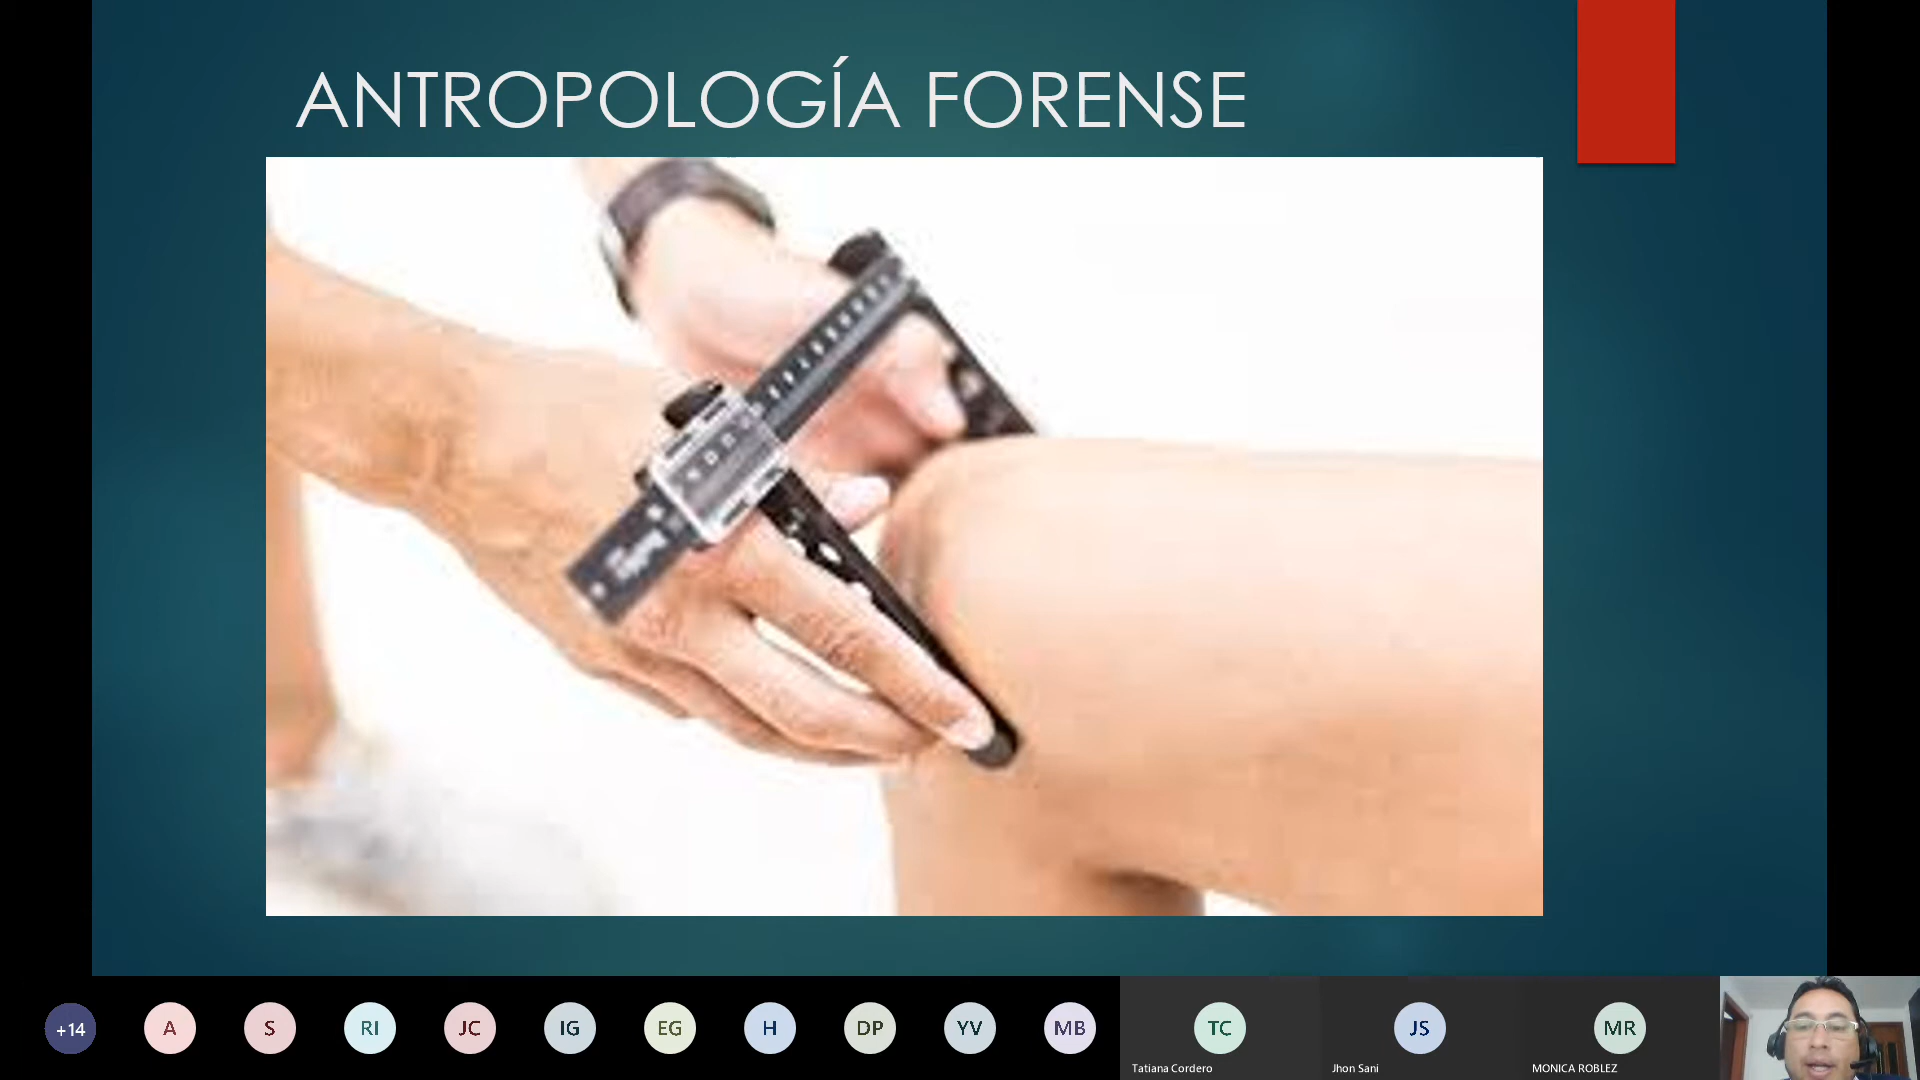 ANTROPOLOGÍA FORENSE
+14
A
S
RI
JC
IG
EG
H
DP
YV
MB
TC
JS
MR
Tatiana Cordero
Jhon Sani
MONICA ROBLEZ